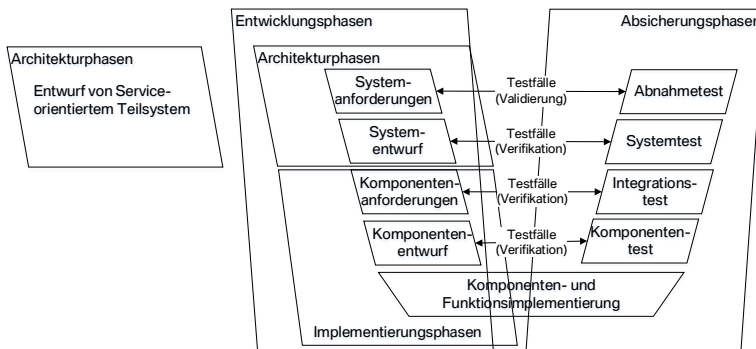 Entwicklungsphasen
Absicherungsphasen
Architekturphasen
Entwurf von Service-
orientiertem Teilsystem
Architekturphasen
System-
anforderungen
Testfälle
(Validierung)
Abnahmetest
System-
entwurf
Testfälle
(Verifikation)
Systemtest
Komponenten-
anforderungen
Testfälle
(Verifikation)
Integrations-
test
Komponenten-
entwurf
Testfälle
(Verifikation)
Komponenten-
test
Komponenten- und
Funktionsimplementierung
Implementierungsphasen